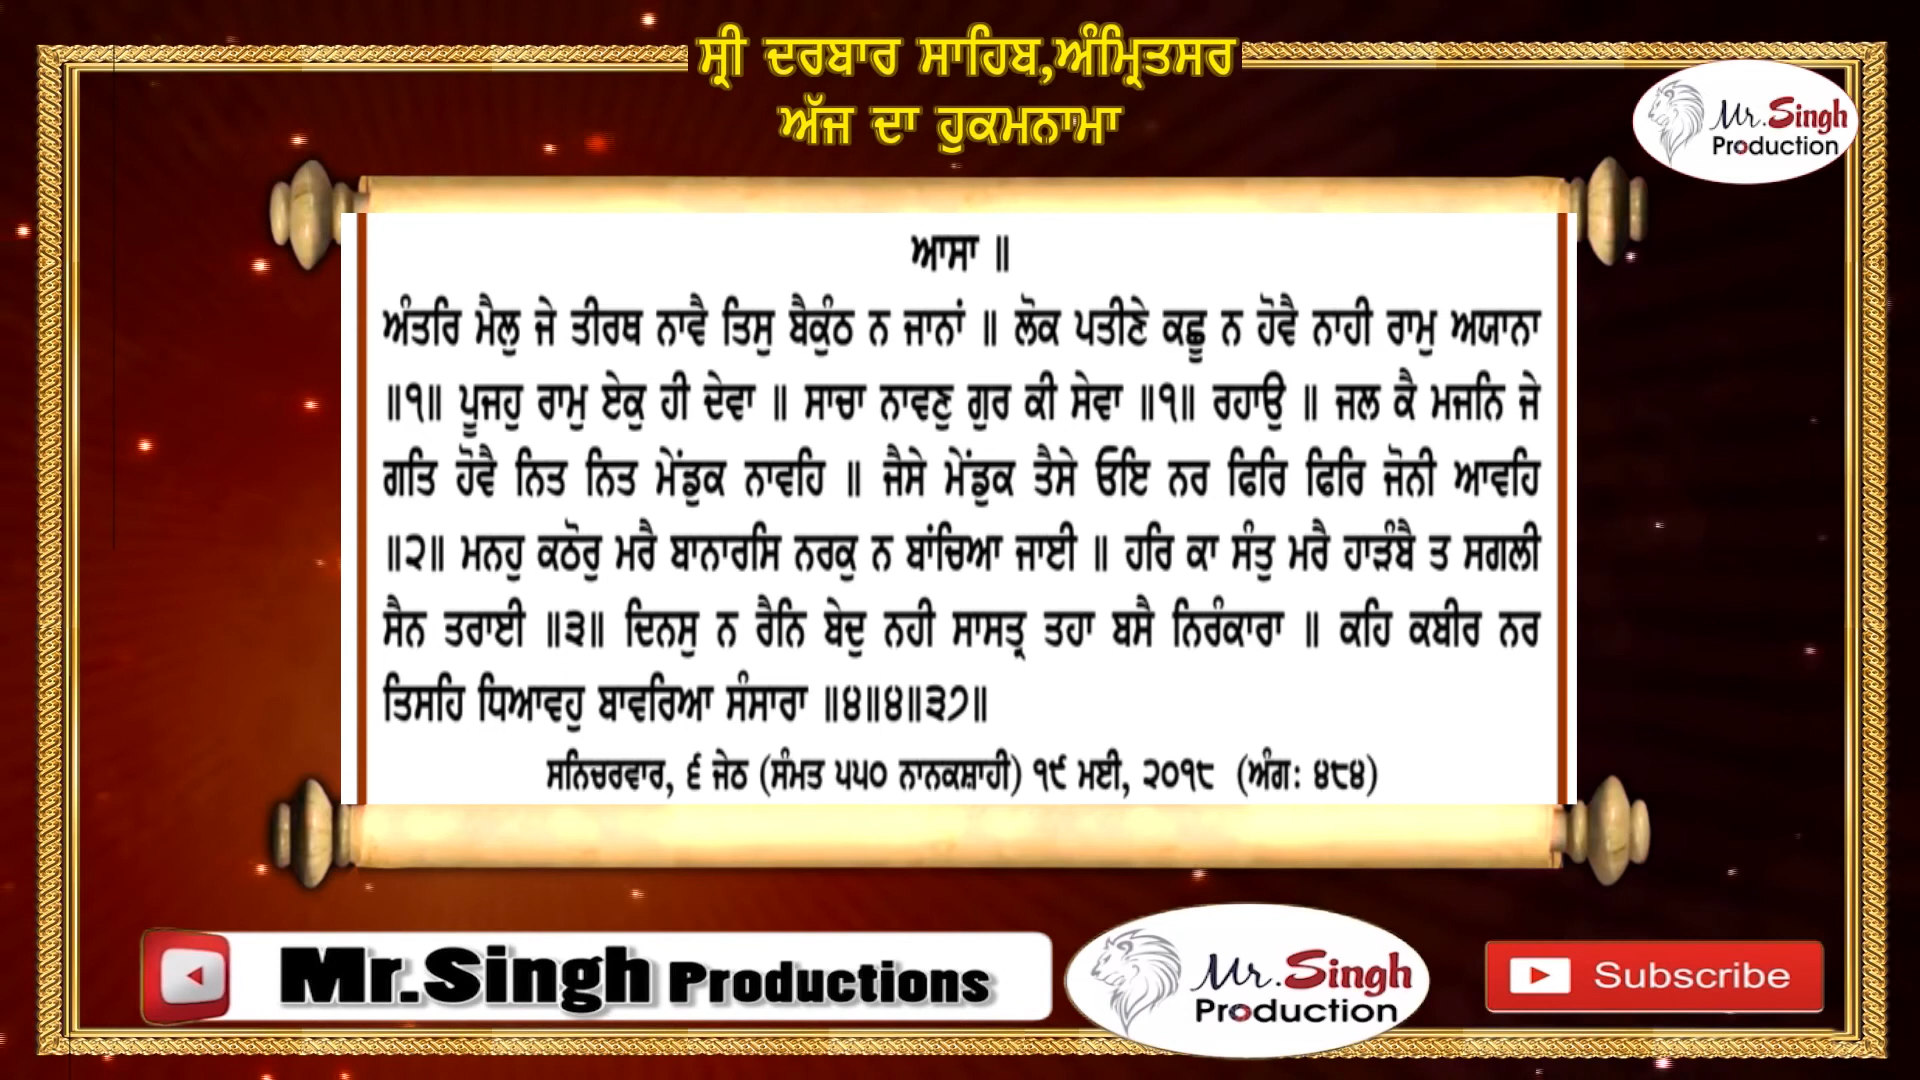 ਸ੍ਰੀ ਦਰਬਾਰ ਸਾਹਿਬ,ਅੰਮ੍ਰਿਤਸਰ
ਅੱਜ ਦਾ ਹੁਕਮਨਾਮਾ
Mr.Singh
Production
ਆਸਾ ॥
ਅੰਤਰਿ ਮੈਲੁ ਜੇ ਤੀਰਥ ਨਾਵੈ ਤਿਸੁ ਬੈਕੁੰਠ ਨ ਜਾਨਾਂ ॥ ਲੋਕ ਪਤੀਣੇ ਕਛੂ ਨ ਹੋਵੈ ਨਾਹੀ ਰਾਮੁ ਅਯਾਨਾ
॥੧॥ ਪੂਜਹੁ ਰਾਮੁ ਏਕੁ ਹੀ ਦੇਵਾ ॥ ਸਾਚਾ ਨਾਵਣੁ ਗੁਰ ਕੀ ਸੇਵਾ ॥੧॥ ਰਹਾਉ ॥ ਜਲ ਕੈ ਮਜਨਿ ਜੇ
ਗਤਿ ਹੋਵੈ ਨਿਤ ਨਿਤ ਮੇਂਡੁਕ ਨਾਵਹਿ ॥ ਜੈਸੇ ਮੇਂਡੁਕ ਤੈਸੇ ਓਇ ਨਰ ਫਿਰਿ ਫਿਰਿ ਜੋਨੀ ਆਵਹਿ
॥੨॥ ਮਨਹੁ ਕਠੋਰੁ ਮਰੈ ਬਾਨਾਰਸਿ ਨਰਕੁ ਨ ਬਾਂਚਿਆ ਜਾਈ ॥ ਹਰਿ ਕਾ ਸੰਤੁ ਮਰੈ ਹਾੜੰਬੈ ਤ ਸਗਲੀ
ਸੈਨ ਤਰਾਈ ॥੩॥ ਦਿਨਸੁ ਨ ਰੈਨਿ ਬੇਦੁ ਨਹੀ ਸਾਸਤ੍ਰ ਤਹਾ ਬਸੈ ਨਿਰੰਕਾਰਾ ॥ ਕਹਿ ਕਬੀਰ ਨਰ
ਤਿਸਹਿ ਧਿਆਵਹੁ ਬਾਵਰਿਆ ਸੰਸਾਰਾ ॥੪॥੪॥੩੭॥
ਸਨਿਚਰਵਾਰ, ੬ ਜੇਠ (ਸੰਮਤ ੫੫੦ ਨਾਨਕਸ਼ਾਹੀ) ੧੯ ਮਈ, ੨੦੧੮ (ਅੰਗ: ੪੮੪)
Mr.Singh Productions
Mr.Singh
Production
Subscribe